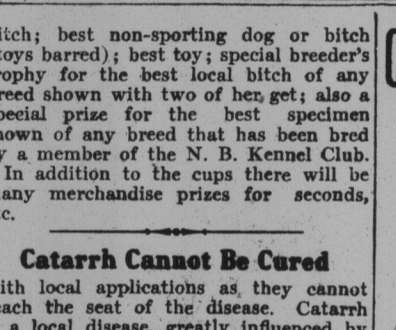 itch; best non-sporting dog or bitch
toys barred); best toy; special breeder's
rophy for the best local bitch of any
reed shown with two of her get; also a
pecial prize for the best specimen
hown of any breed that has been bred
y a member of the N. B. Kennel Club.
In addition to the cups there will be
any merchandise prizes for seconds,
c.
Catarrh Cannot Be Cured
ith local applications as they cannot
each the seat of the disease. Catarrh
a local disease, greatly influenced by